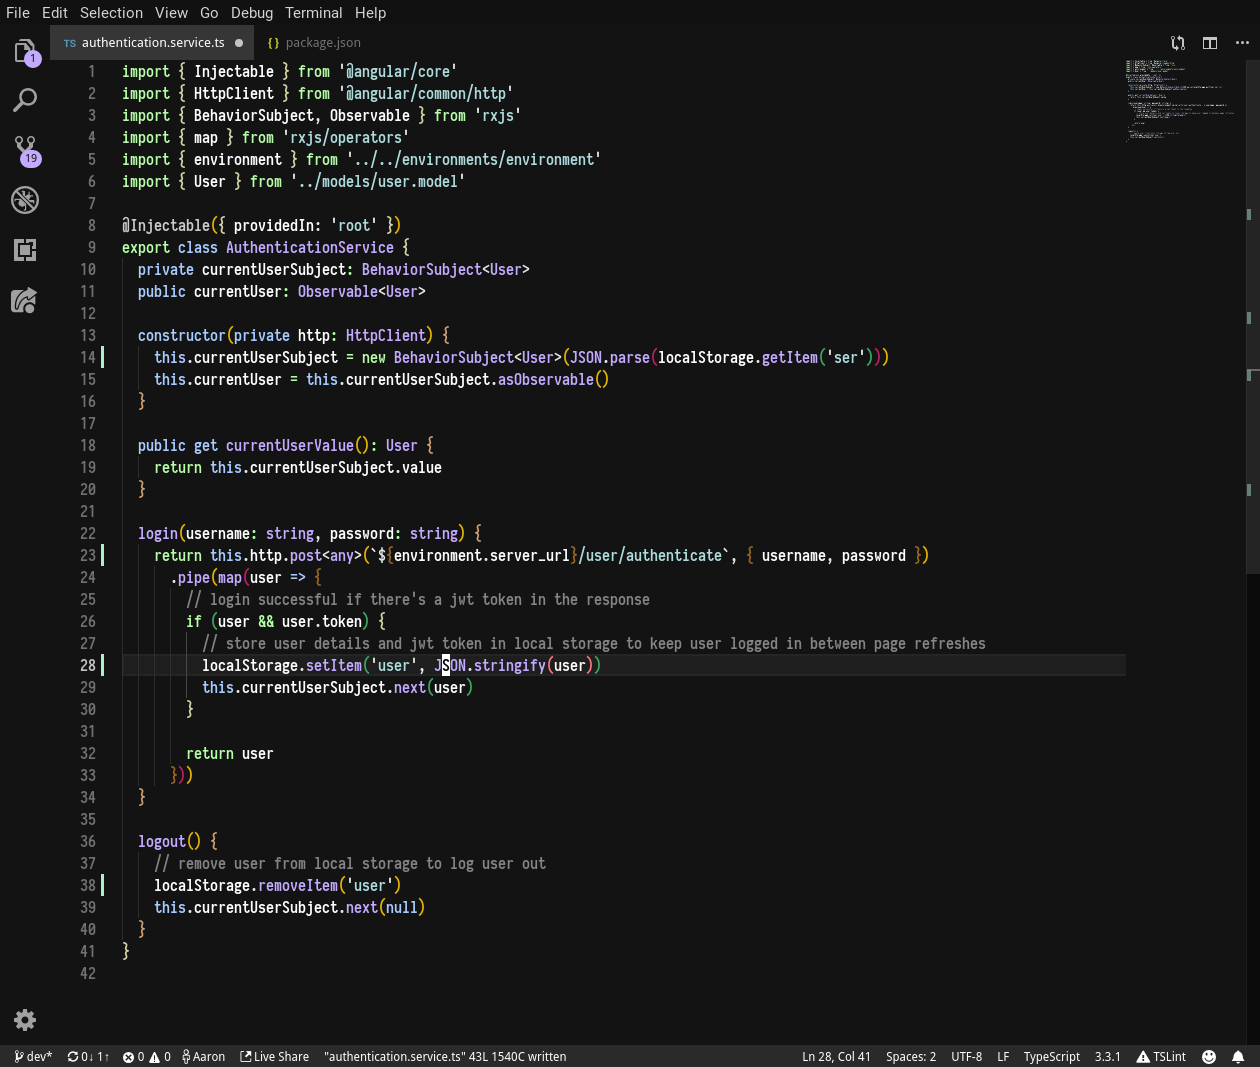 File Edit Selection View Go Debug Terminal Help
TS authentication.service.ts {} package.json
1
19
1 import { Injectable } from '@angular/core'
2 import { HttpClient } from '@angular/common/http'
3 import { BehaviorSubject, Observable } from 'rxjs'
4 import { map } from 'rxjs/operators'
5 import { environment } from '../../environments/environment'
6 import { User } from '../models/user.model'
7
8 @Injectable({ providedIn: 'root' })
9 export class AuthenticationService {
10 private currentUserSubject: BehaviorSubject<User>
11 public currentUser: Observable<User>
12
13 constructor(private http: HttpClient) {
14 this.currentUserSubject = new BehaviorSubject<User>(JSON.parse(localStorage.getItem('ser')))
15 this.currentUser = this.currentUserSubject.asObservable()
16 }
17
18 public get currentUserValue(): User {
19 return this.currentUserSubject.value
20 }
21
22 login(username: string, password: string) {
23 return this.http.post<any>(`${environment.server_url}/user/authenticate`, { username, password })
24 .pipe(map(user => {
25 // login successful if there's a jwt token in the response
26 if (user && user.token) {
27 // store user details and jwt token in local storage to keep user logged in between page refreshes
28 localStorage.setItem('user', JSON.stringify(user))
29 this.currentUserSubject.next(user)
30 }
31
32 return user
33 }))
34 }
35
36 logout() {
37 // remove user from local storage to log user out
38 localStorage.removeItem('user')
39 this.currentUserSubject.next(null)
40 }
41 }
42
dev* 0↓ 1↑ 0 0 Aaron Live Share "authentication.service.ts" 43L 1540C written Ln 28, Col 41 Spaces: 2 UTF-8 LF TypeScript 3.3.1 TSLint